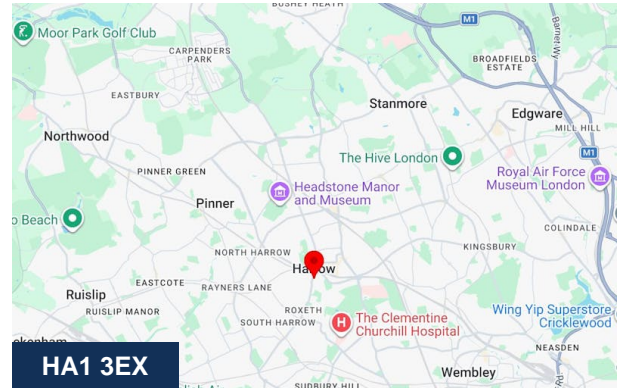 BUSHEY HEATH
M1
Barnet Wy
Moor Park Golf Club
CARPENDERS
PARK
BROADFIELDS
ESTATE
EASTBURY
Stanmore
Edgware
MILL HILL
Northwood
The Hive London
M1
PINNER GREEN
Royal Air Force
Museum London
Headstone Manor
and Museum
Pinner
o Beach
COLINDALE
NORTH HARROW
KINGSBURY
Harrow
EASTCOTE
RAYNERS LANE
Ruislip
RUISLIP MANOR
ROXETH
SOUTH HARROW
H
The Clementine
Churchill Hospital
Wing Yip Superstore
Cricklewood
NEASDEN
HA1 3EX
Wembley
SUDBURY HILL